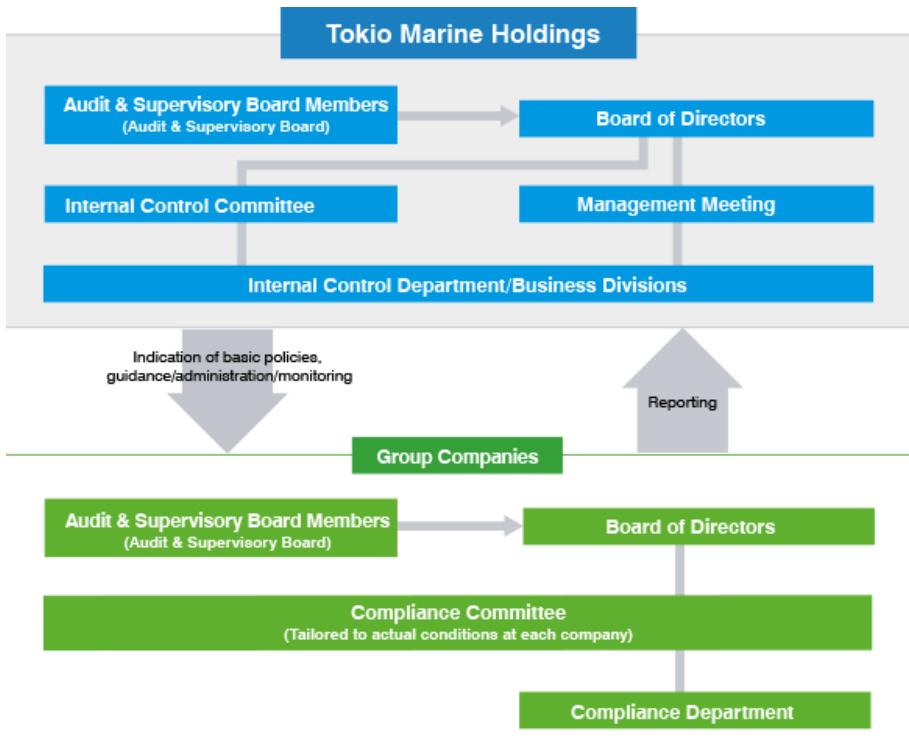 Tokio Marine Holdings
Audit & Supervisory Board Members
(Audit & Supervisory Board)
Board of Directors
Internal Control Committee
Management Meeting
Internal Control Department/Business Divisions
Indication of basic policies,
guidance/administration/monitoring
Reporting
Group Companies
Audit & Supervisory Board Members
(Audit & Supervisory Board)
Board of Directors
Compliance Committee
(Tailored to actual conditions at each company)
Compliance Department